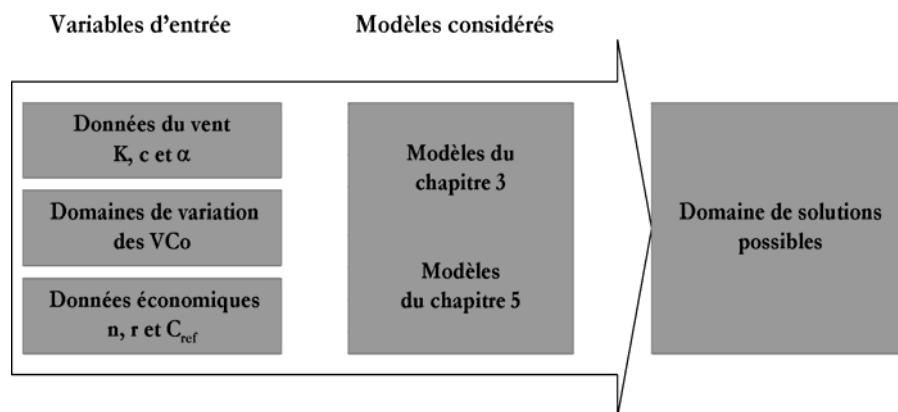 Variables d'entrée
Modèles considérés
Données du vent
K, c et α
Domaines de variation
des VCo
Données économiques
n, r et C_ref
Modèles du
chapitre 3
Modèles
du chapitre 5
Domaine de solutions
possibles